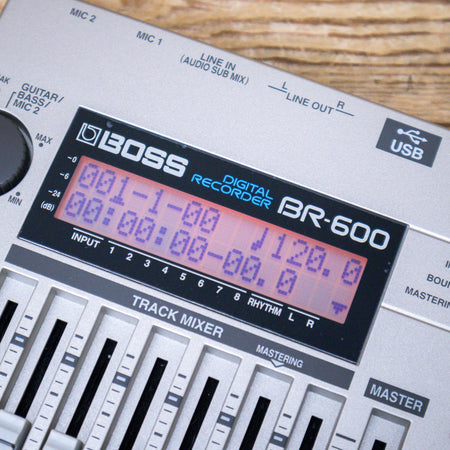 MIC 2
MIC 1
LINE IN
(AUDIO SUB MIX)
L
R
LINE OUT
USB
GUITAR/
BASS/
MIC 2
MAX
MIN
BOSS
DIGITAL
RECORDER
BR-600
-0
-6
-24
(dB)
001-1-00 ♩120.0
00:00:00-00.0
INPUT 1 2 3 4 5 6 7 8 RHYTHM L R
TRACK MIXER
MASTERING
MASTER
BOU
MASTERIN